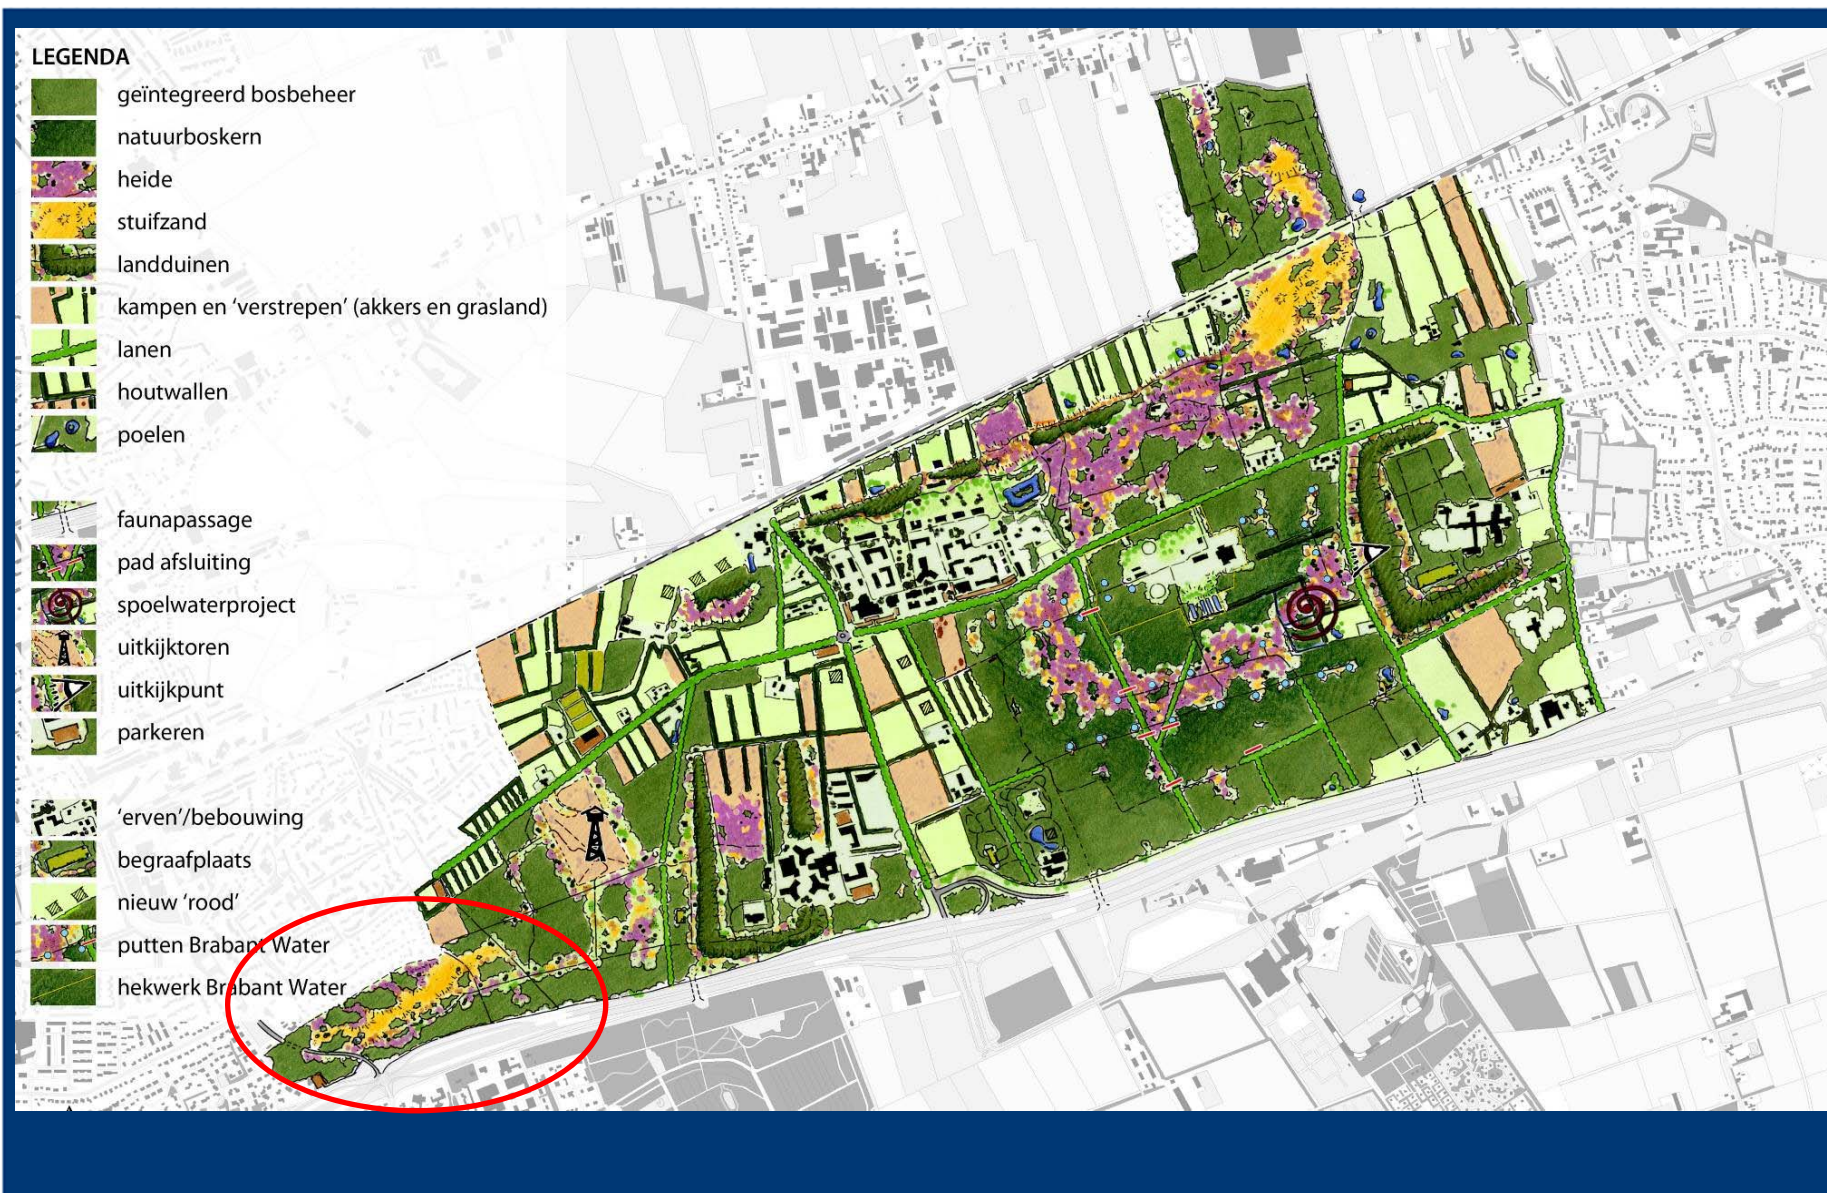 LEGENDA
geïntegreerd bosbeheer
natuurboskern
heide
stuifzand
landduinen
kampen en ‘verstrepen’ (akkers en grasland)
lanen
houtwallen
poelen
faunapassage
pad afsluiting
spoelwaterproject
uitkijktoren
uitkijkpunt
parkeren
‘erven’/bebouwing
begraafplaats
nieuw ‘rood’
putten Brabant Water
hekwerk Brabant Water